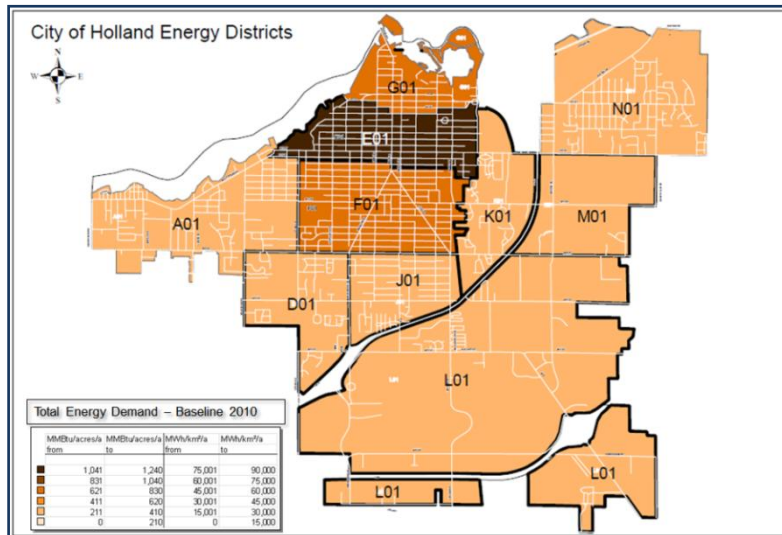 City of Holland Energy Districts
N
W E
S
G01
N01
E01
F01
A01
K01
M01
J01
D01
L01
L01
L01
Total Energy Demand – Baseline 2010
MMBtu/acres/a MMBtu/acres/a MWh/km²/a MWh/km²/a
from to from to
1,041 1,240 75,001 90,000
831 1,040 60,001 75,000
621 830 45,001 60,000
411 620 30,001 45,000
211 410 15,001 30,000
0 210 0 15,000